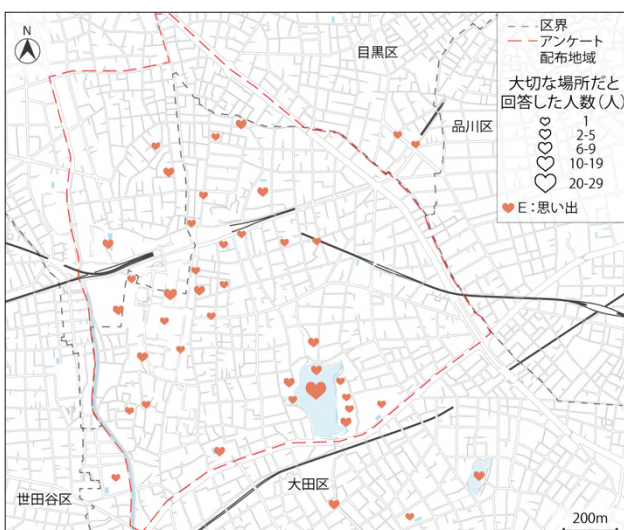 N
目黒区
品川区
世田谷区
大田区
区界
アンケート
配布地域
大切な場所だと
回答した人数(人)
1
2-5
6-9
10-19
20-29
E:思い出
200m